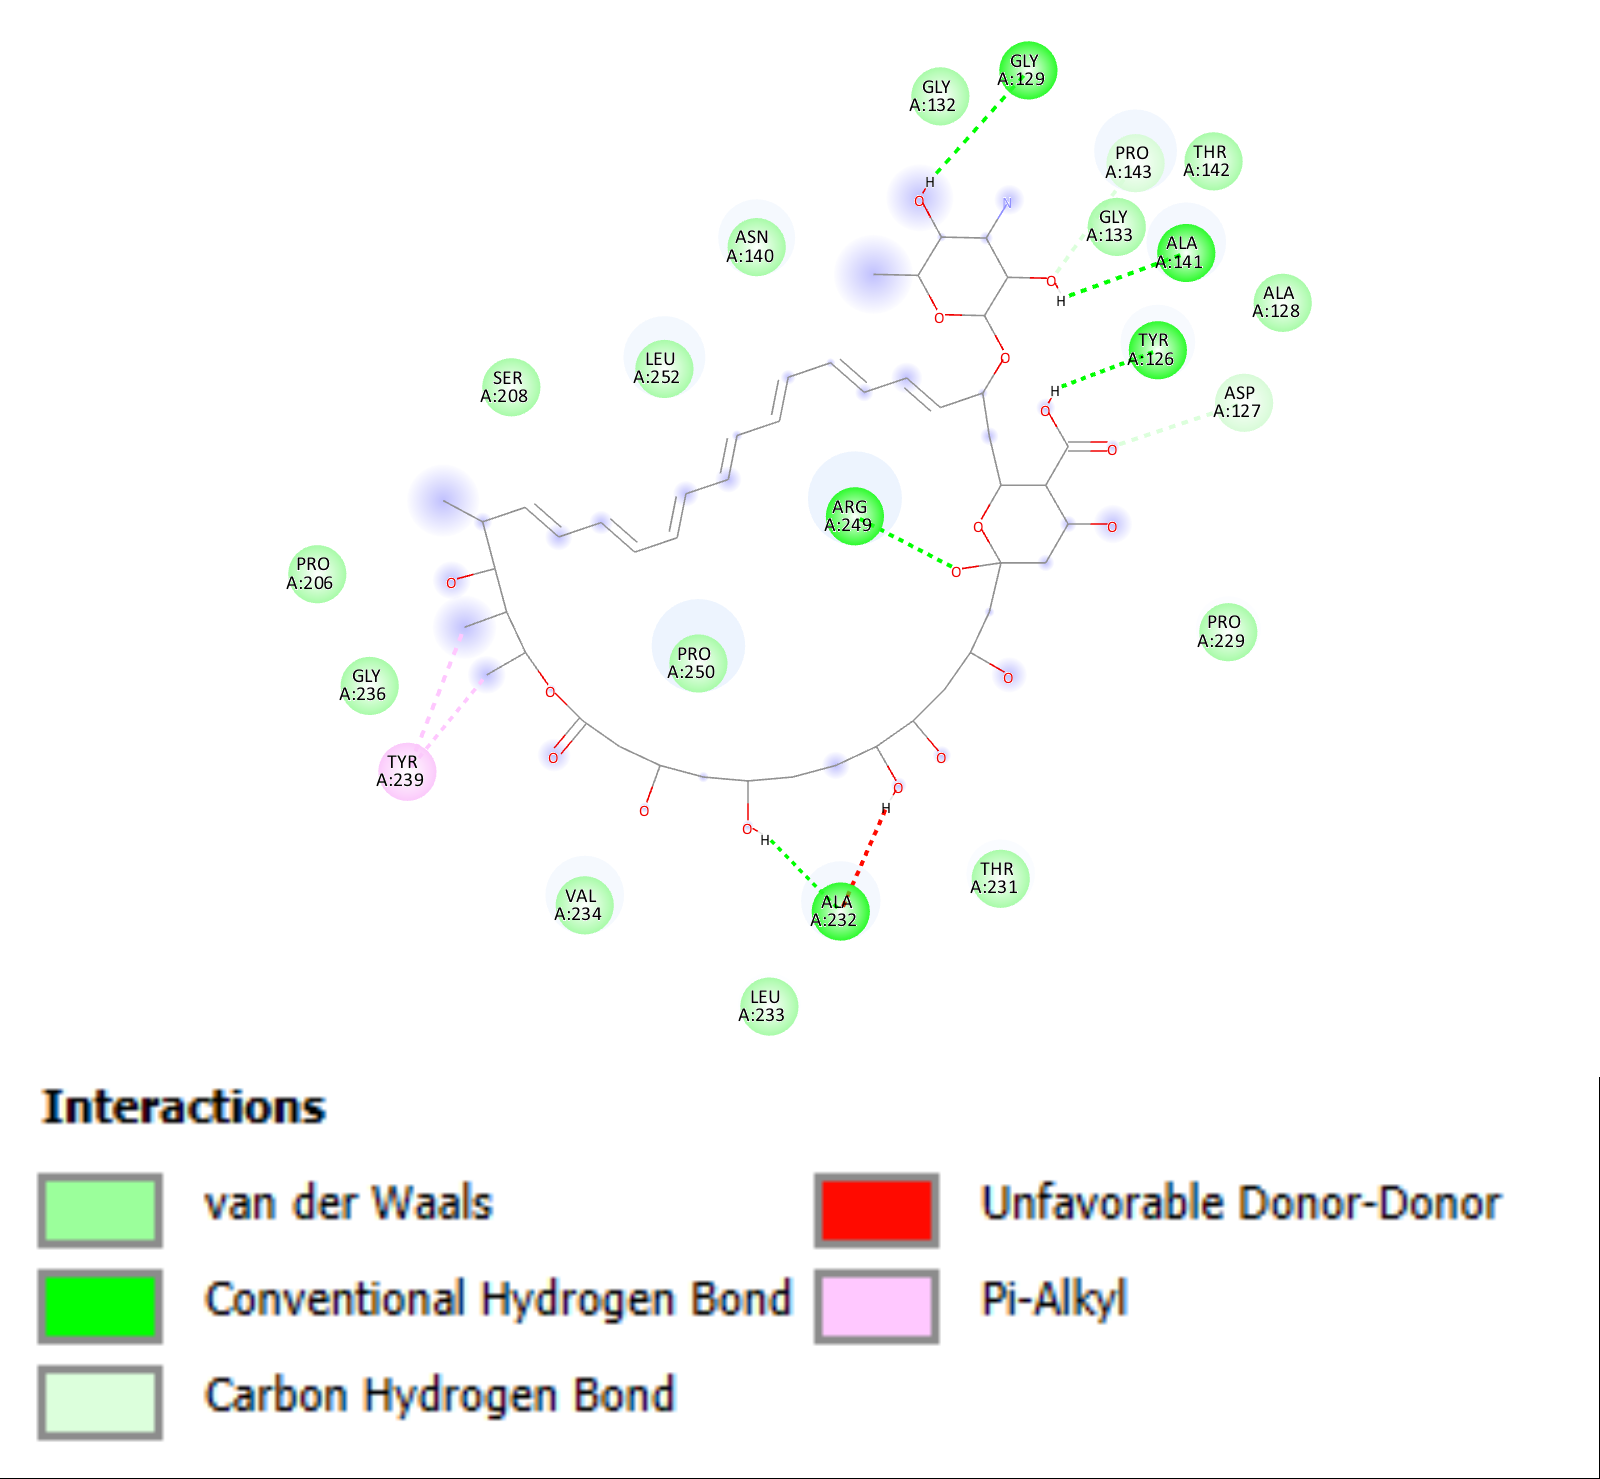 GLY
A:129
GLY
A:132
PRO
A:143
THR
A:142
H
O
N
GLY
A:133
ASN
A:140
ALA
A:141
O
H
ALA
A:128
O
TYR
A:126
O
LEU
A:252
SER
A:208
H
O
ASP
A:127
O
ARG
A:249
O
O
O
PRO
A:206
O
PRO
A:229
PRO
A:250
O
GLY
A:236
O
TYR
A:239
O
O
O
H
O
O
H
THR
A:231
VAL
A:234
ALA
A:232
LEU
A:233
Interactions
van der Waals
Conventional Hydrogen Bond
Carbon Hydrogen Bond
Unfavorable Donor-Donor
Pi-Alkyl